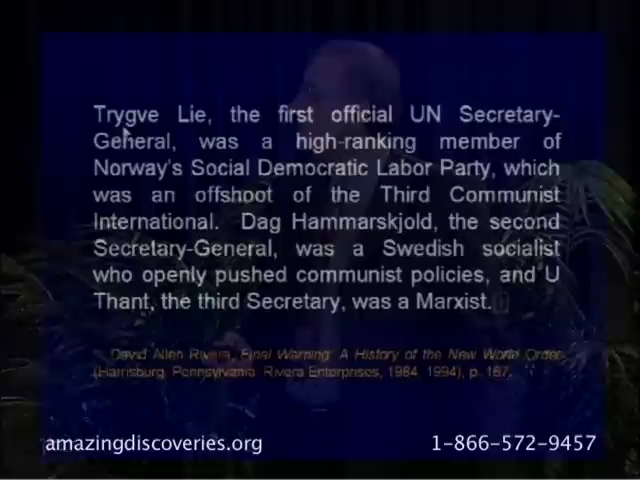 Trygve Lie, the first official UN Secretary-
General, was a high-ranking member of
Norway's Social Democratic Labor Party, which
was an offshoot of the Third Communist
International. Dag Hammarskjold, the second
Secretary-General, was a Swedish socialist
who openly pushed communist policies, and U
Thant, the third Secretary, was a Marxist.
David Allen Rivera, Final Warning: A History of the New World Order
(Harrisburg, Pennsylvania: Rivera Enterprises, 1984, 1994), p. 167.
amazingdiscoveries.org 1-866-572-9457